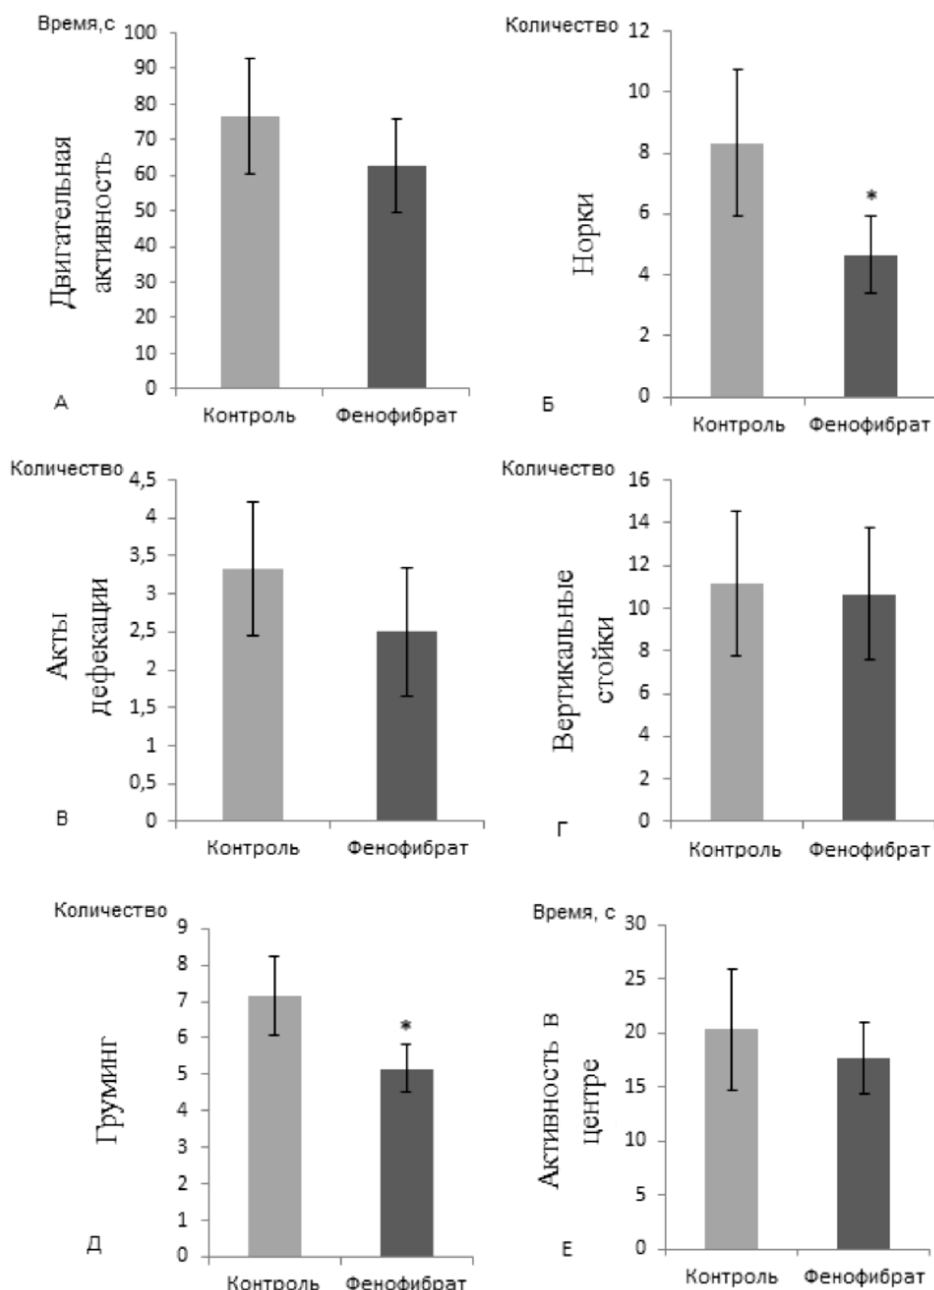 Время,с
100
90
80
70
60
50
40
30
20
10
0
Двигательная
активность
А
Контроль Фенофибрат
Количество
12
10
8
6
4
2
0
Норки
*
Б
Контроль Фенофибрат
Количество
4,5
4
3,5
3
2,5
2
1,5
1
0,5
0
Акты
дефекации
В
Контроль Фенофибрат
Количество
16
14
12
10
8
6
4
2
0
Вертикальные
стойки
Г
Контроль Фенофибрат
Количество
9
8
7
6
5
4
3
2
1
0
Груминг
*
Д
Контроль Фенофибрат
Время, с
30
25
20
15
10
5
0
Активность в
центре
Е
Контроль Фенофибрат